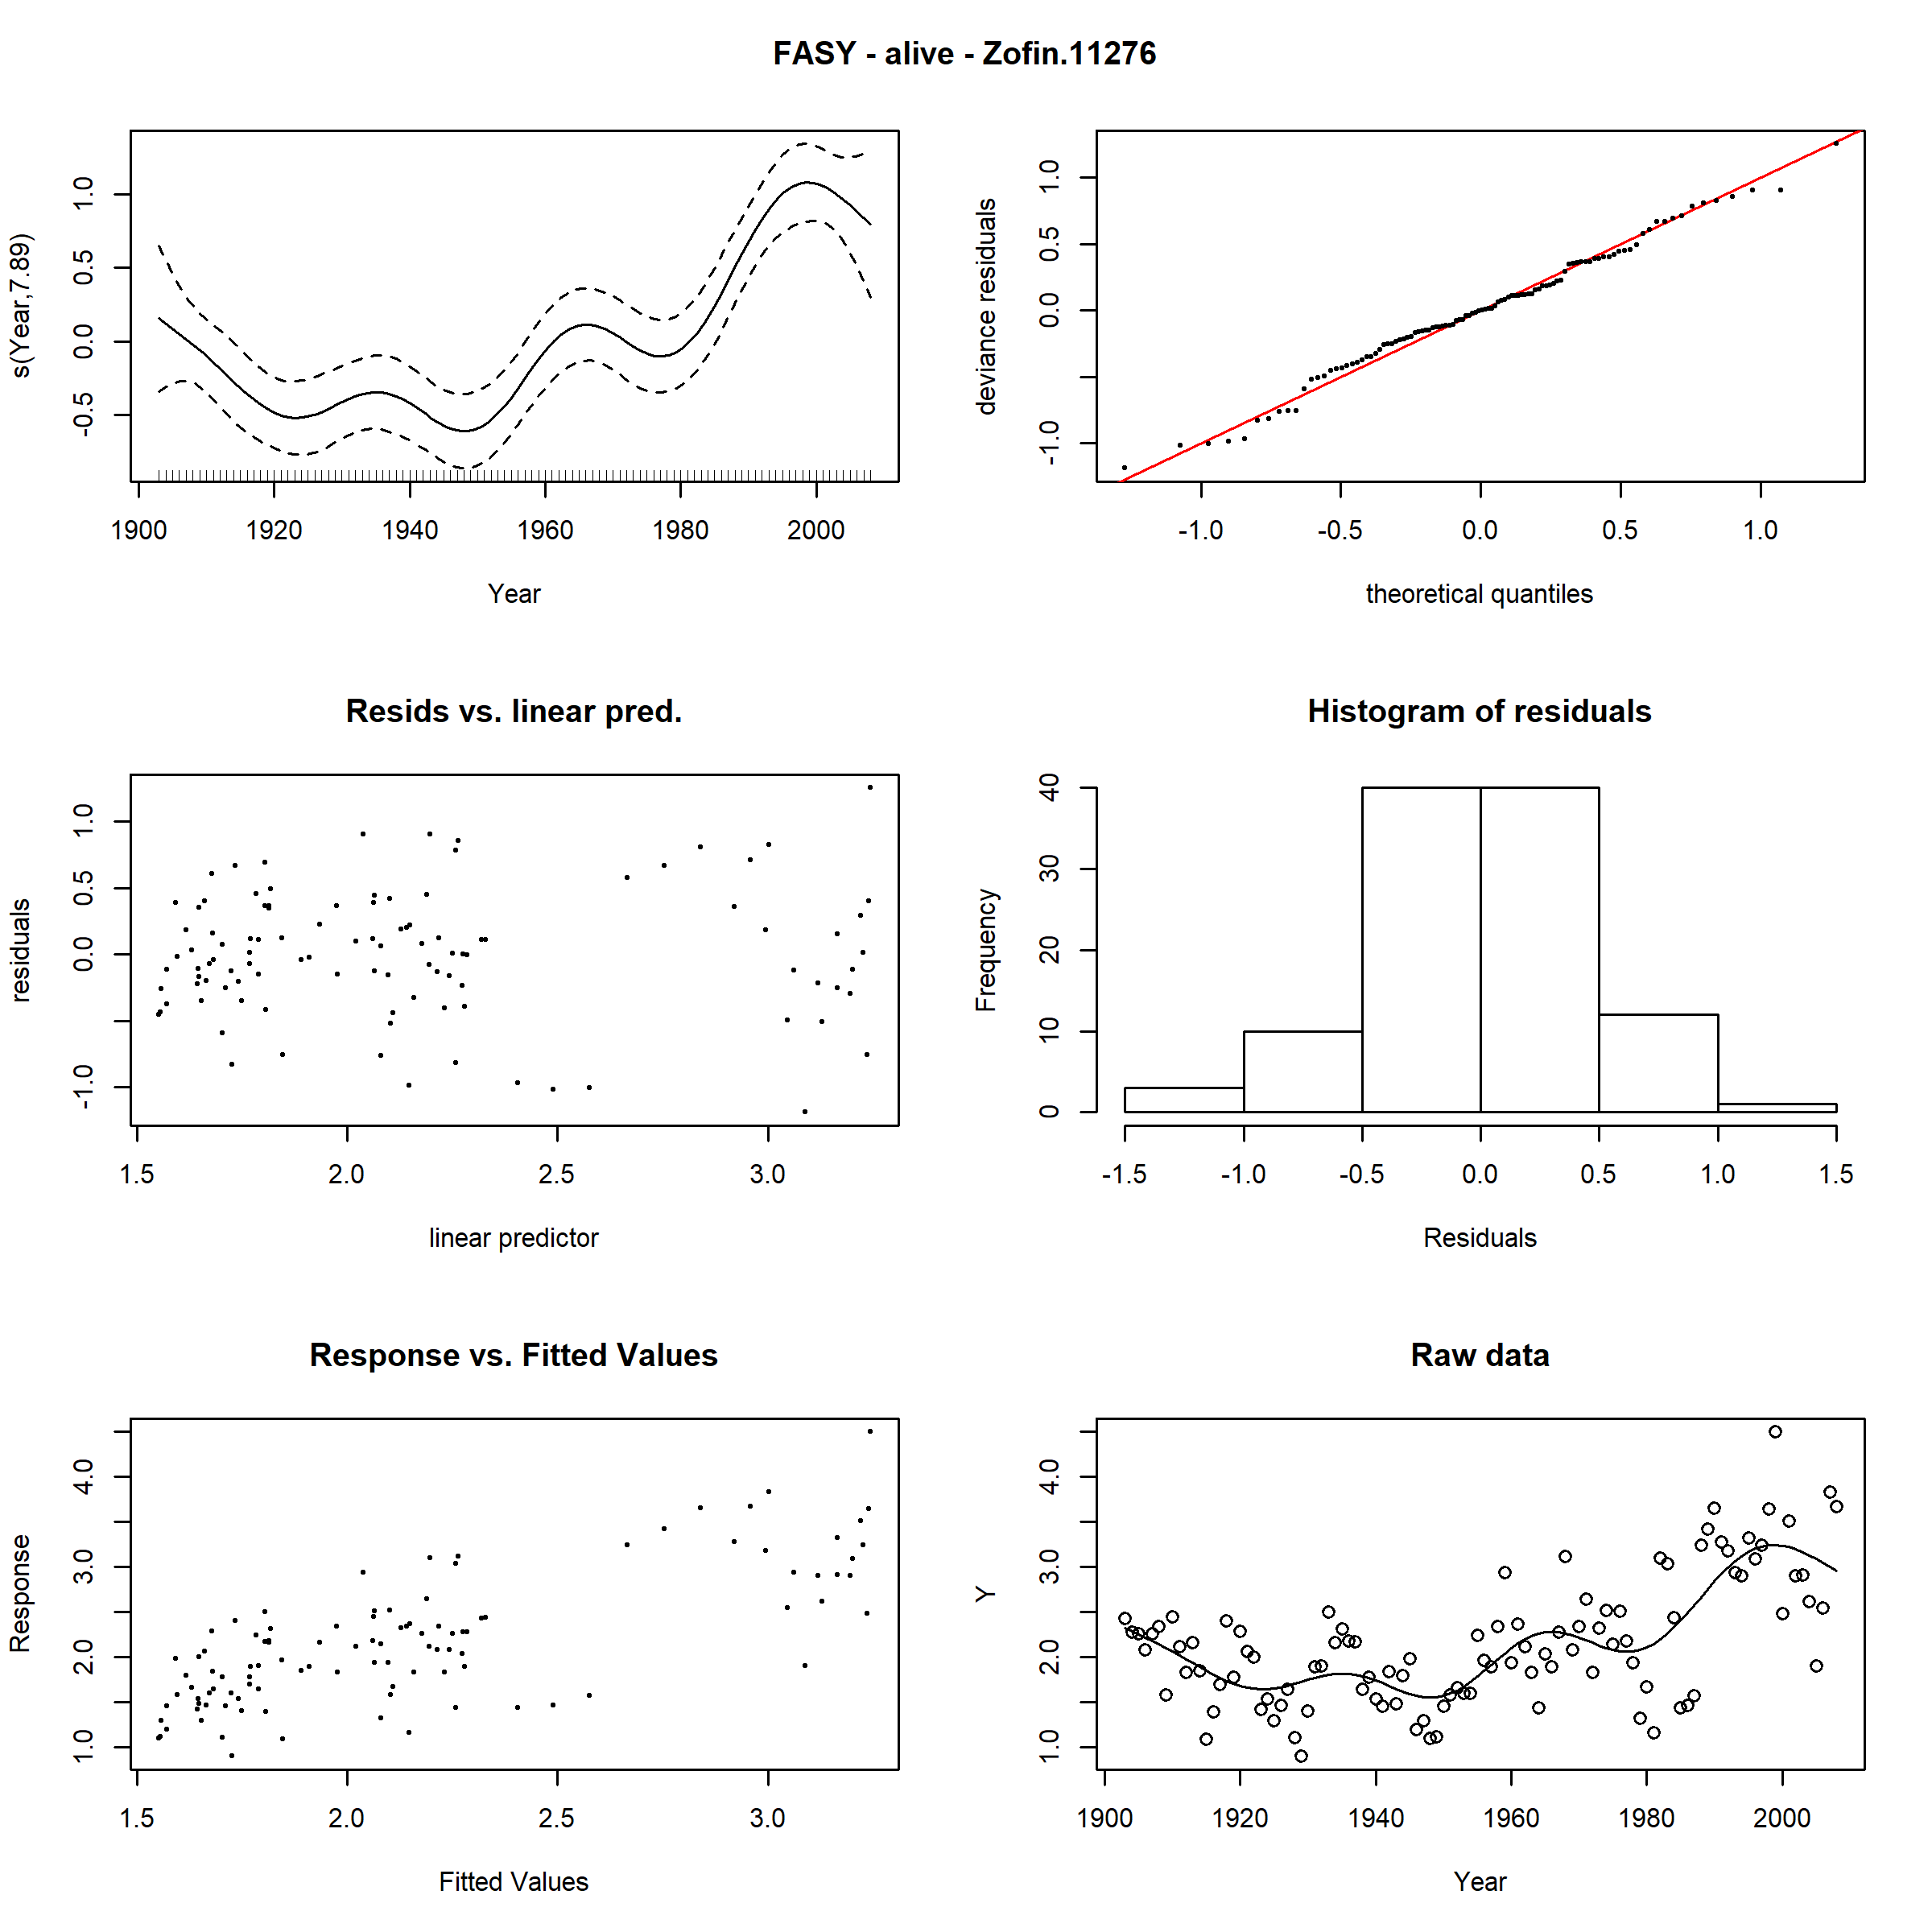 FASY - alive - Zofin.11276
s(Year,7.89)
-0.5 0.0 0.5 1.0
1900 1920 1940 1960 1980 2000
Year
deviance residuals
-1.0 0.0 0.5 1.0
-1.0 -0.5 0.0 0.5 1.0
theoretical quantiles
Resids vs. linear pred.
residuals
-1.0 0.0 0.5 1.0
1.5 2.0 2.5 3.0
linear predictor
Histogram of residuals
Frequency
0 10 20 30 40
-1.5 -1.0 -0.5 0.0 0.5 1.0 1.5
Residuals
Response vs. Fitted Values
Response
1.0 2.0 3.0 4.0
1.5 2.0 2.5 3.0
Fitted Values
Raw data
Y
1.0 2.0 3.0 4.0
1900 1920 1940 1960 1980 2000
Year